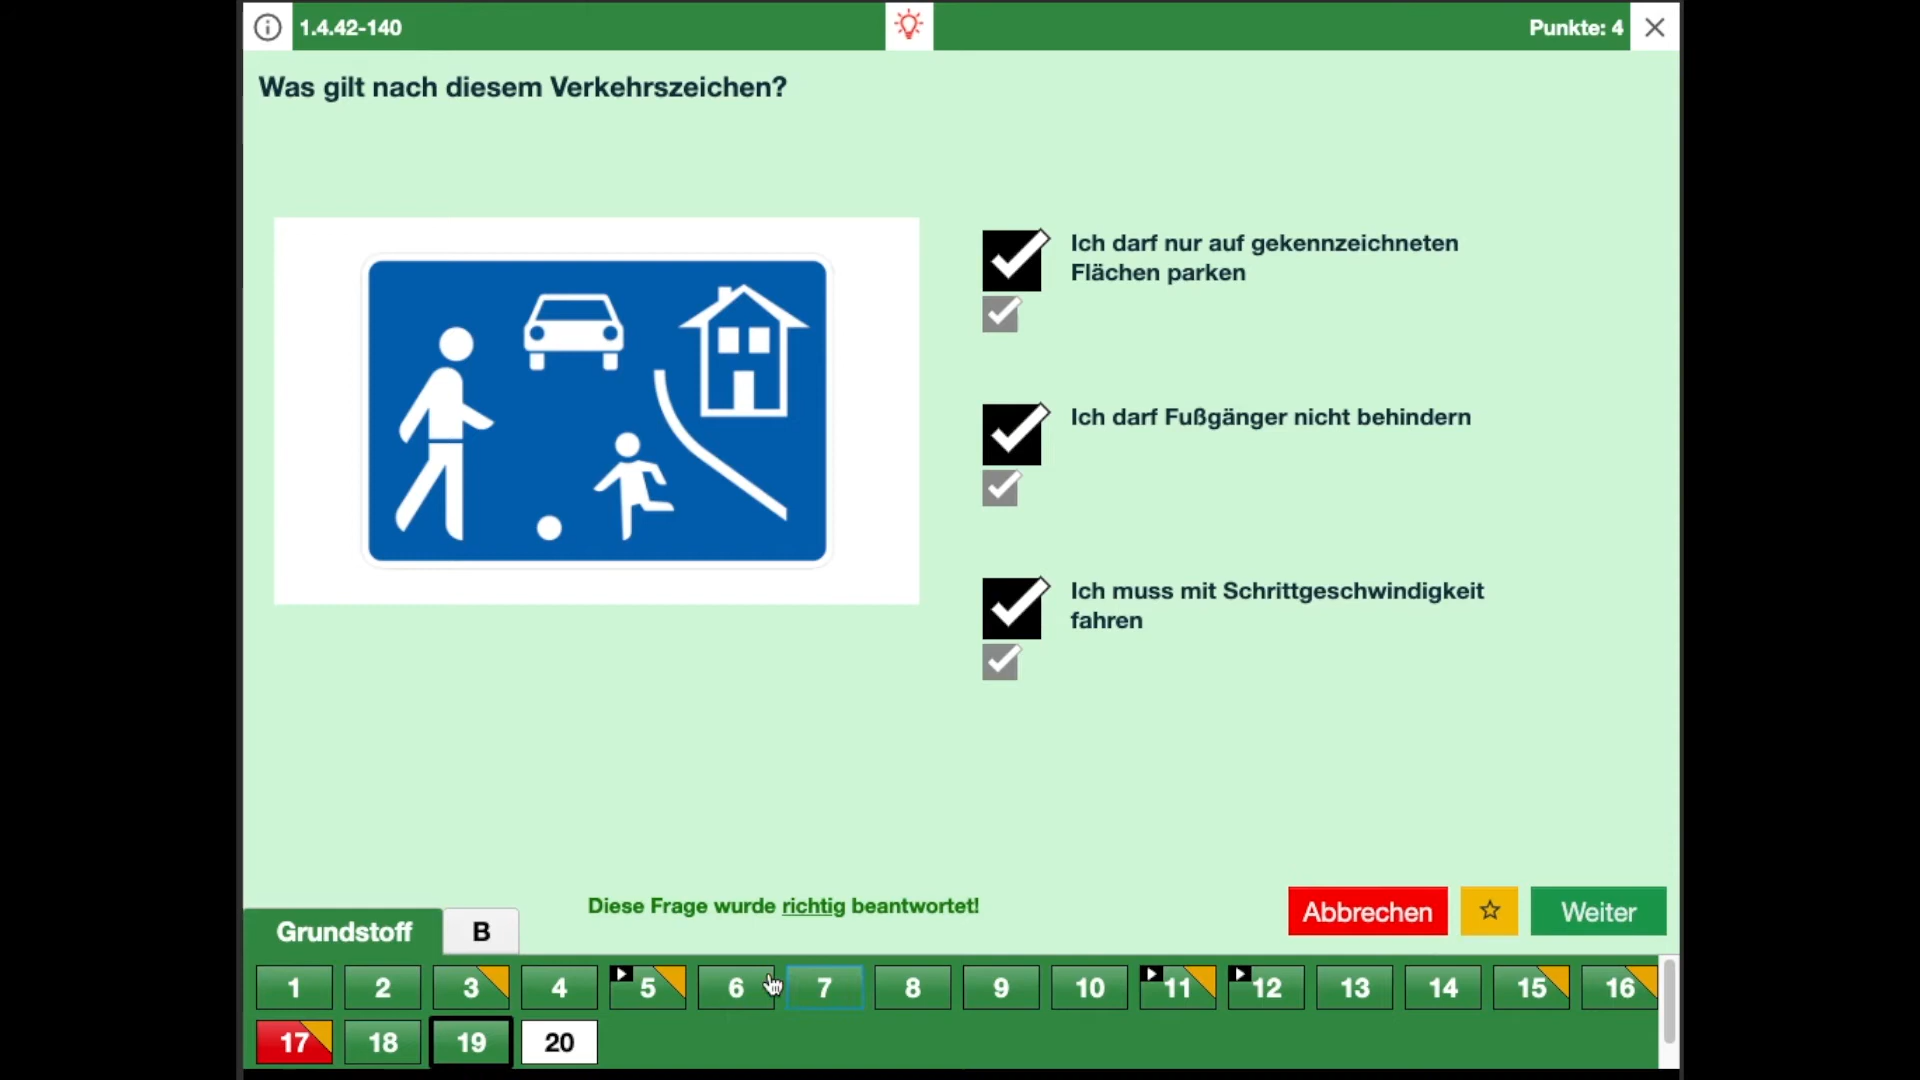 1.4.42-140
Punkte: 4
Was gilt nach diesem Verkehrszeichen?
Ich darf nur auf gekennzeichneten
Flächen parken
Ich darf Fußgänger nicht behindern
Ich muss mit Schrittgeschwindigkeit
fahren
Diese Frage wurde richtig beantwortet!
Abbrechen
Weiter
Grundstoff
B
1 2 3 4 5 6 7 8 9 10 11 12 13 14 15 16
17 18 19 20